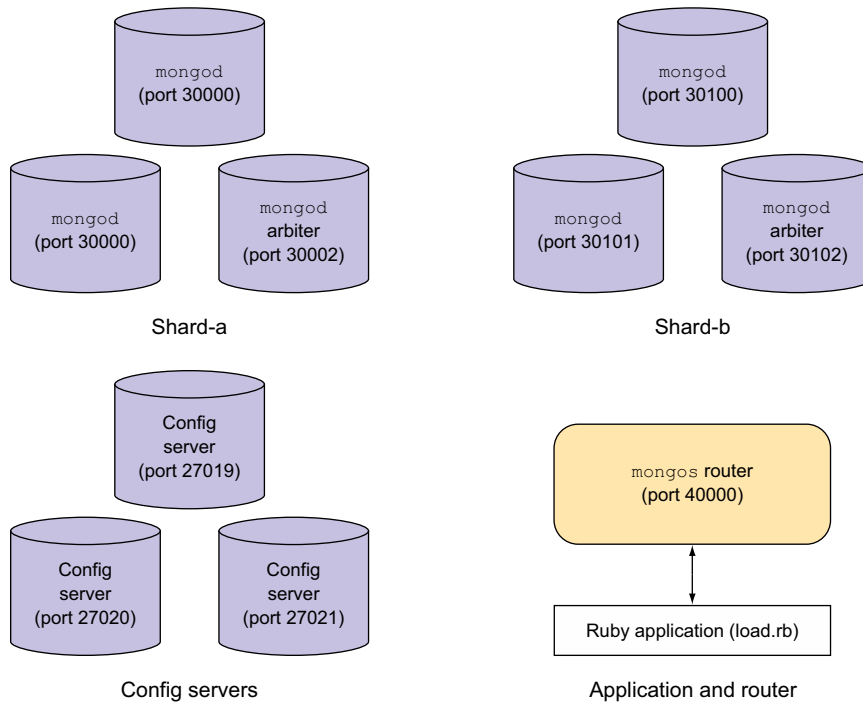 mongod
(port 30000)
mongod
(port 30000)
mongod
arbiter
(port 30002)
Shard-a
mongod
(port 30100)
mongod
(port 30101)
mongod
arbiter
(port 30102)
Shard-b
Config
server
(port 27019)
Config
server
(port 27020)
Config
server
(port 27021)
Config servers
mongos router
(port 40000)
Ruby application (load.rb)
Application and router